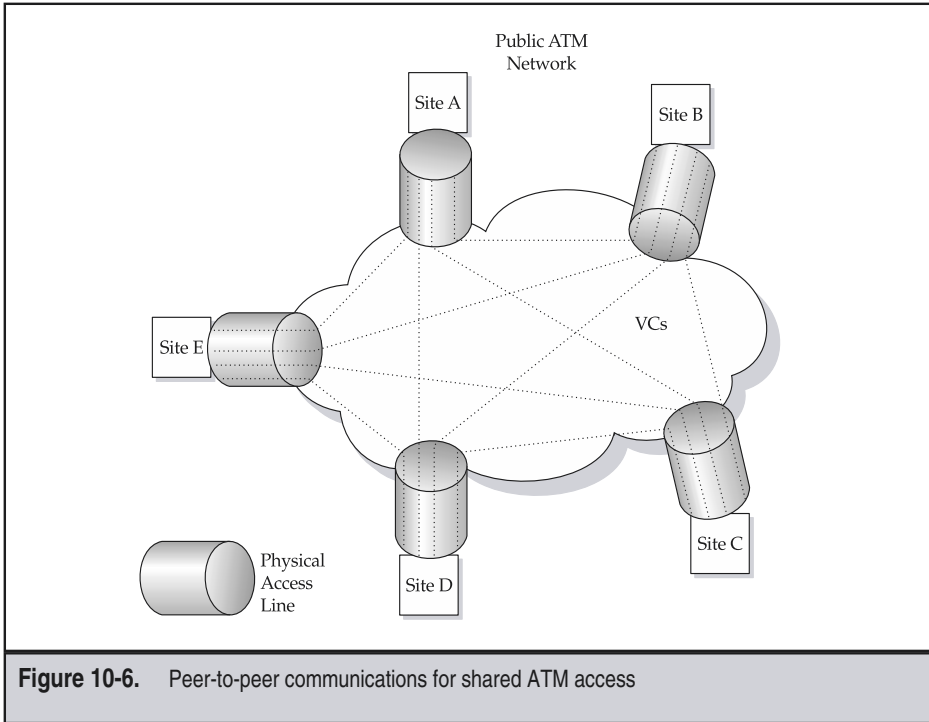 Public ATM
Network
Site A
Site B
VCs
Site E
Site C
Site D
Physical
Access
Line
Figure 10-6. Peer-to-peer communications for shared ATM access